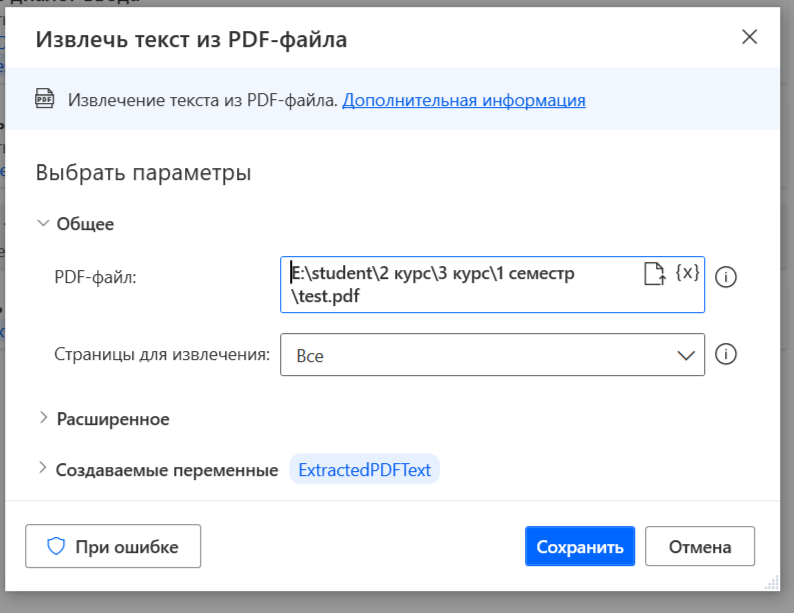 Извлечь текст из PDF-файла
PDF
Извлечение текста из PDF-файла. Дополнительная информация
Выбрать параметры
Общее
PDF-файл:
E:\student\2 курс\3 курс\1 семестр
\test.pdf
{x}
Страницы для извлечения:
Все
Расширенное
Создаваемые переменные ExtractedPDFText
При ошибке
Сохранить
Отмена